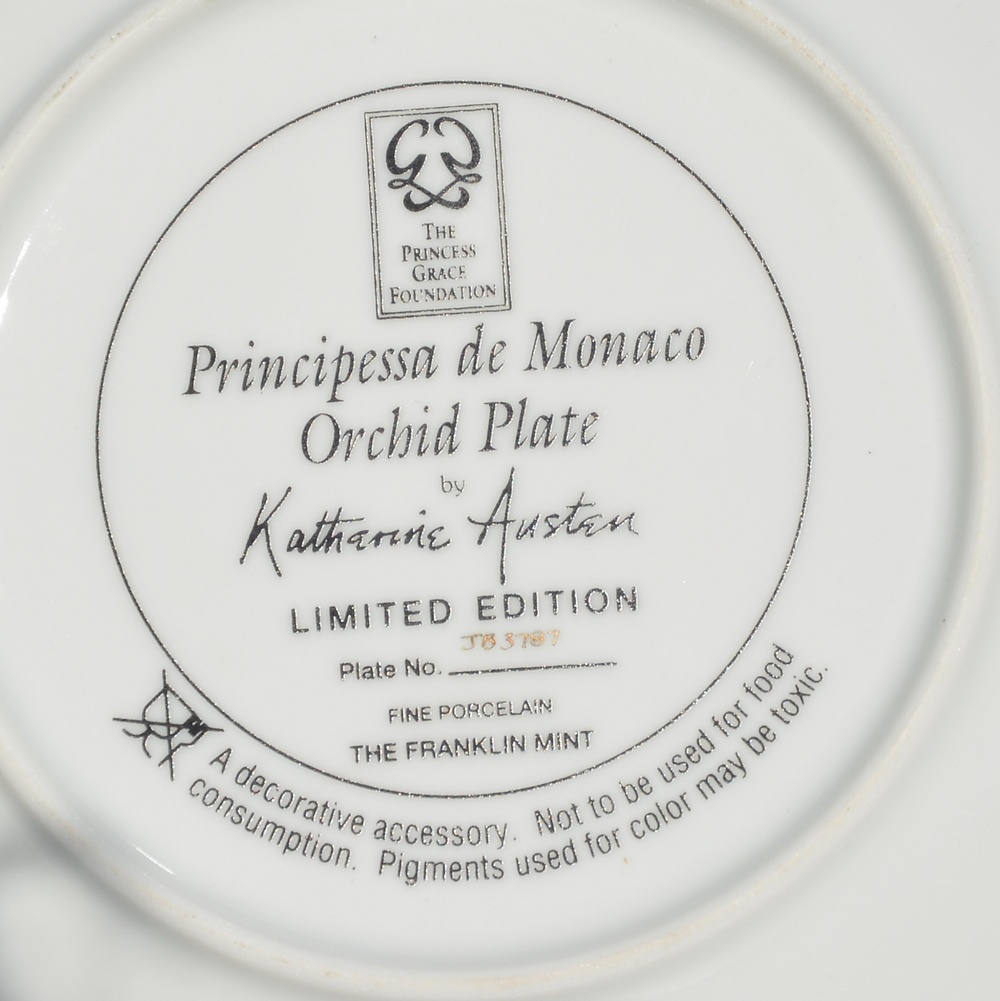 THE
PRINCESS
GRACE
FOUNDATION
Principessa de Monaco
Orchid Plate
by
Katharine Austen
LIMITED EDITION
JB3787
Plate No.
FINE PORCELAIN
THE FRANKLIN MINT
A decorative accessory. Not to be used for food
consumption. Pigments used for color may be toxic.